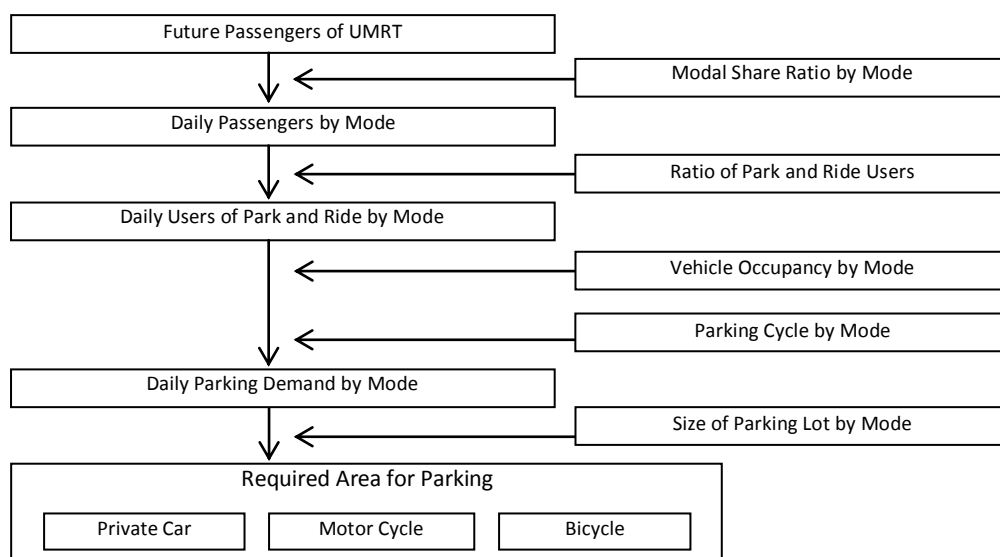 Future Passengers of UMRT
Modal Share Ratio by Mode
Daily Passengers by Mode
Ratio of Park and Ride Users
Daily Users of Park and Ride by Mode
Vehicle Occupancy by Mode
Parking Cycle by Mode
Daily Parking Demand by Mode
Size of Parking Lot by Mode
Required Area for Parking
Private Car
Motor Cycle
Bicycle